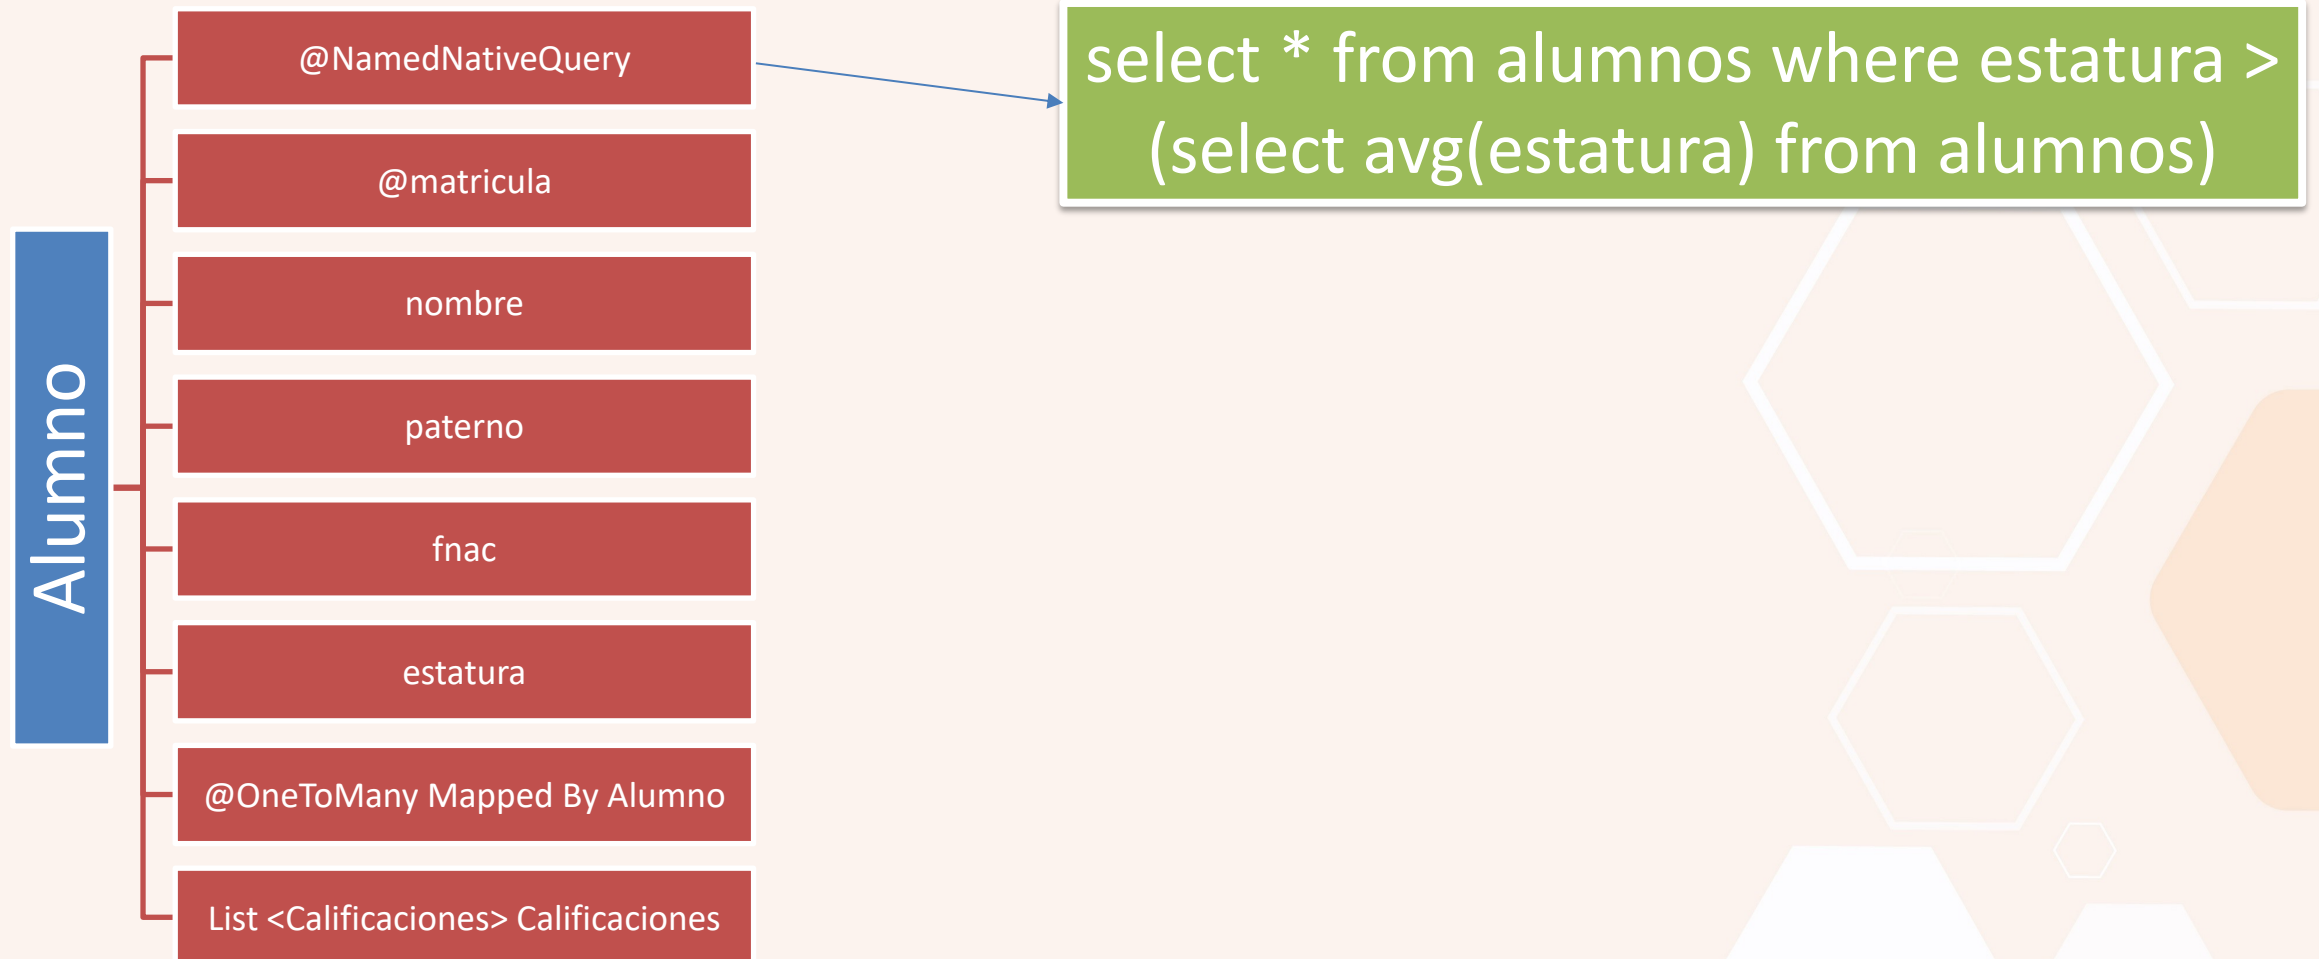 Alumno
@NamedNativeQuery
@matricula
nombre
paterno
fnac
estatura
@OneToMany Mapped By Alumno
List <Calificaciones> Calificaciones
select * from alumnos where estatura >
(select avg(estatura) from alumnos)